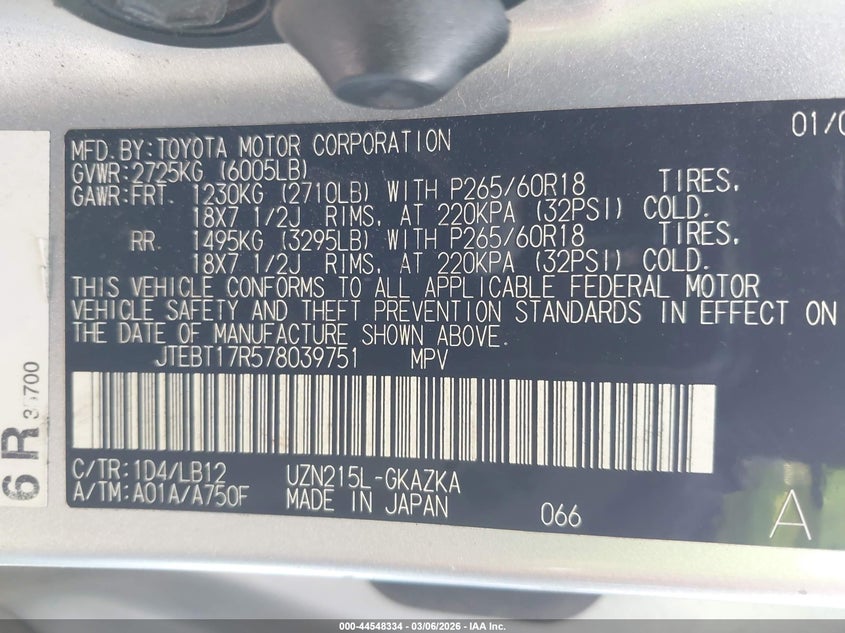 01/0
MFD.BY:TOYOTA MOTOR CORPORATION
GVWR:2725KG (6005LB)
GAWR:FRT. 1230KG (2710LB) WITH P265/60R18 TIRES,
18X7 1/2J RIMS, AT 220KPA (32PSI) COLD.
RR 1495KG (3295LB) WITH P265/60R18 TIRES,
18X7 1/2J RIMS, AT 220KPA (32PSI) COLD.
THIS VEHICLE CONFORMS TO ALL APPLICABLE FEDERAL MOTOR
VEHICLE SAFETY AND THEFT PREVENTION STANDARDS IN EFFECT ON
THE DATE OF MANUFACTURE SHOWN ABOVE.
JTEBT17R578039751 MPV
C/TR:1D4/LB12 UZN215L-GKAZKA
A/TM:A01A/A750F MADE IN JAPAN 066 A
6R
000-44548334 - 03/06/2026 - IAA Inc.